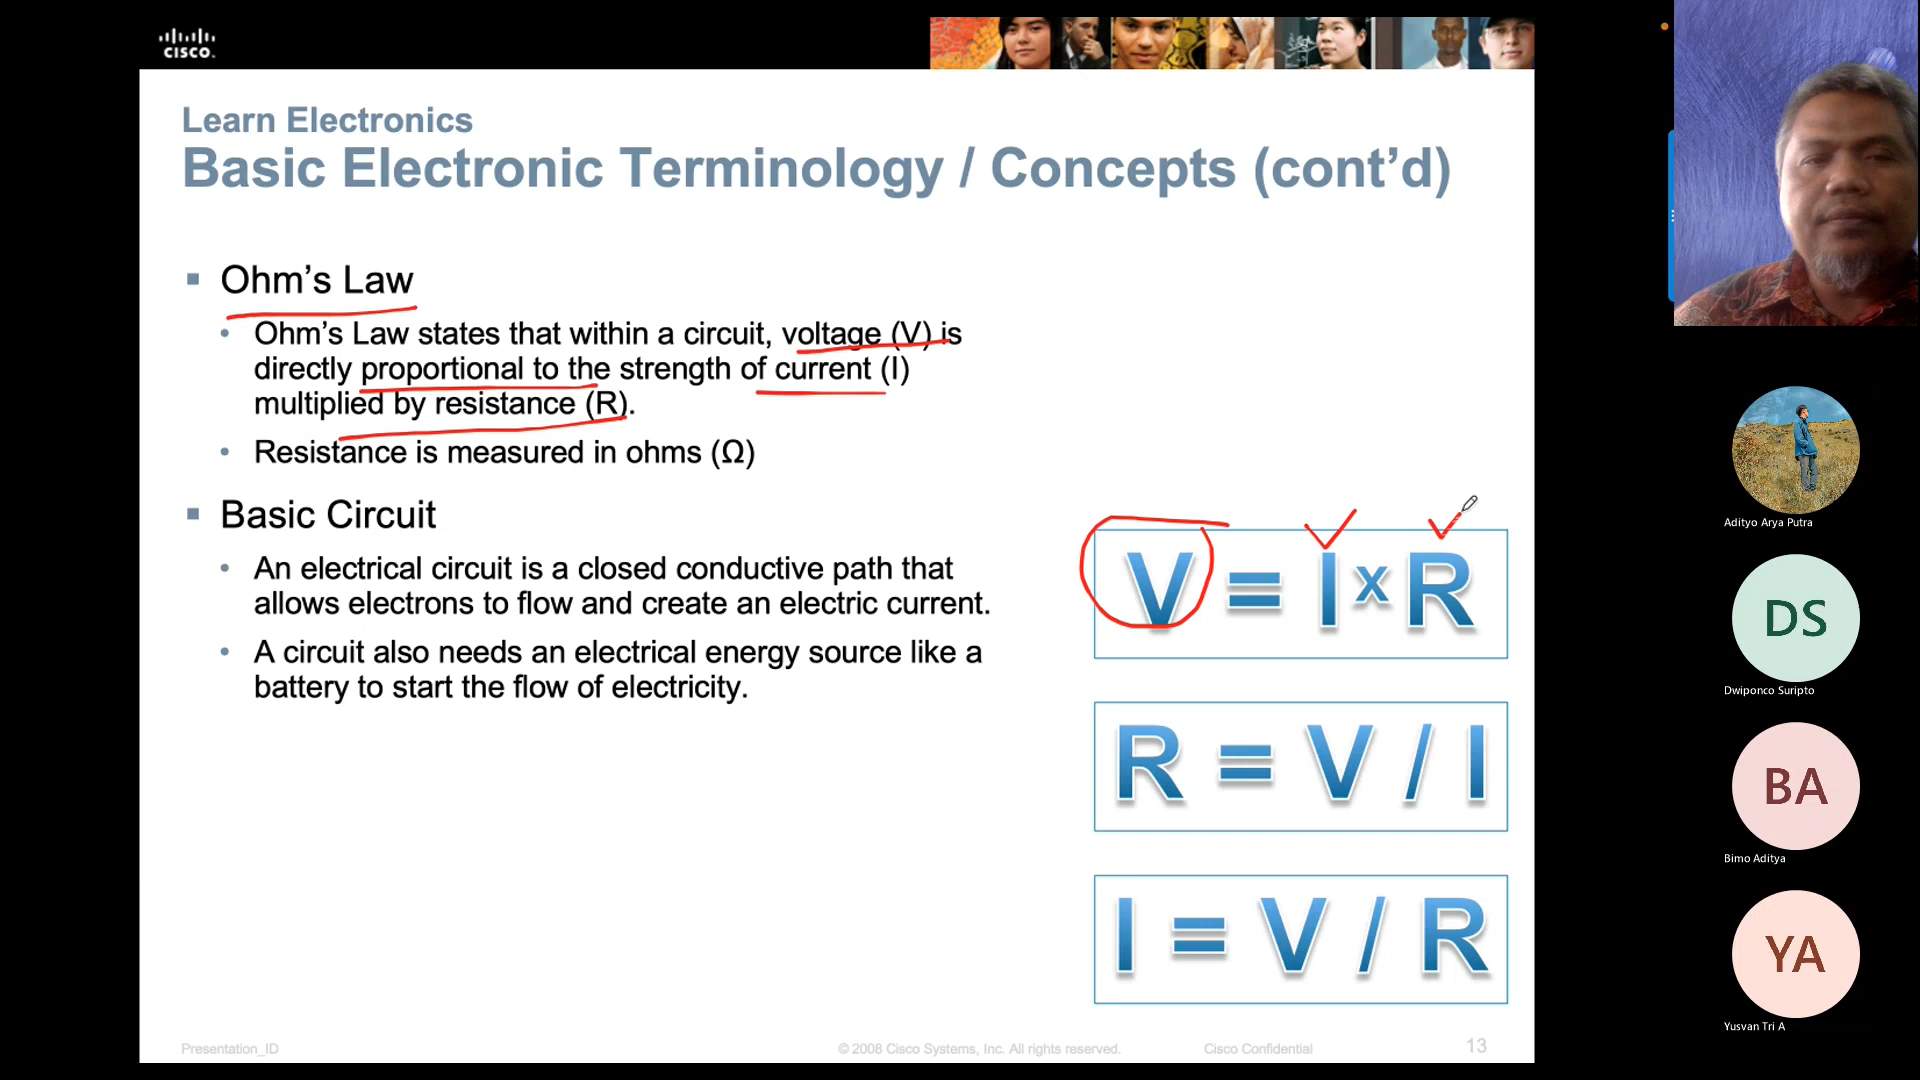 CISCO
Learn Electronics
Basic Electronic Terminology / Concepts (cont’d)
Ohm’s Law
Ohm’s Law states that within a circuit, voltage (V) is
directly proportional to the strength of current (I)
multiplied by resistance (R).
Resistance is measured in ohms (Ω)
Basic Circuit
An electrical circuit is a closed conductive path that
allows electrons to flow and create an electric current.
A circuit also needs an electrical energy source like a
battery to start the flow of electricity.
V = I x R
R = V / I
I = V / R
Presentation_ID
© 2008 Cisco Systems, Inc. All rights reserved.
Cisco Confidential
13
Adityo Arya Putra
DS
Dwiponco Suripto
BA
Bimo Aditya
YA
Yusvan Tri A